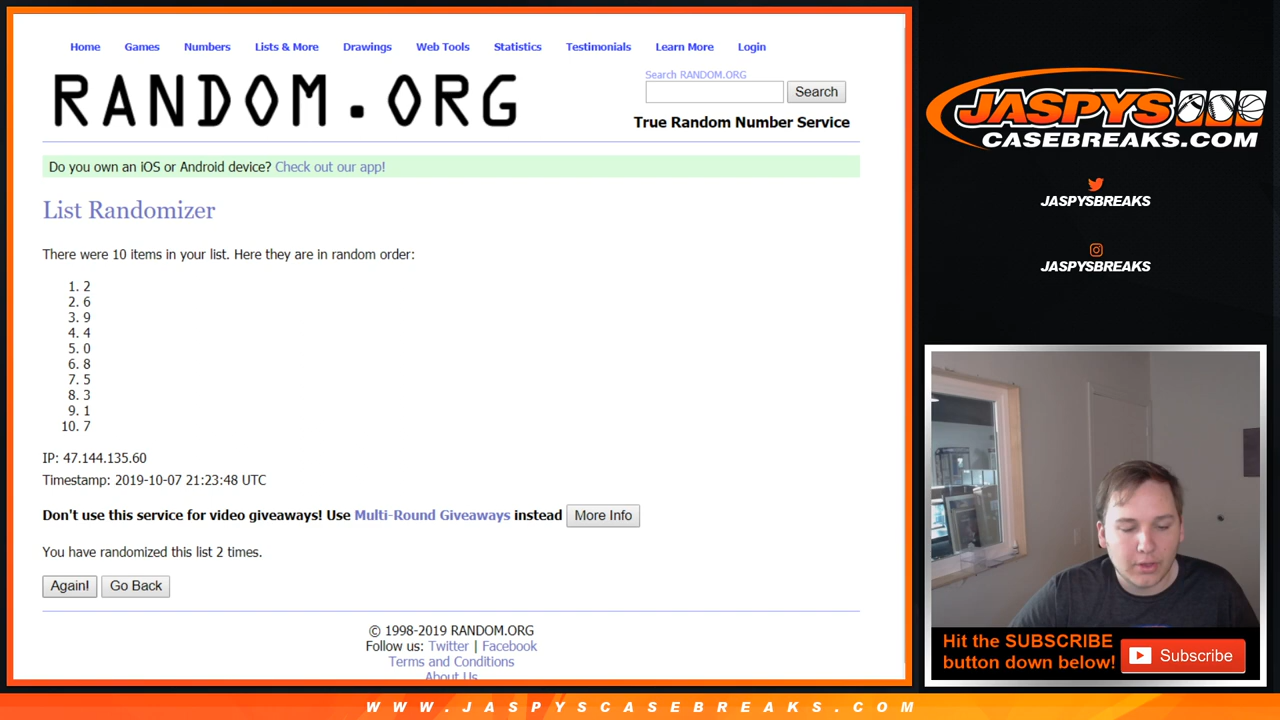 Home Games Numbers Lists & More Drawings Web Tools Statistics Testimonials Learn More Login
RANDOM.ORG
Search RANDOM.ORG
Search
True Random Number Service
Do you own an iOS or Android device? Check out our app!
List Randomizer
There were 10 items in your list. Here they are in random order:
1. 2
2. 6
3. 9
4. 4
5. 0
6. 8
7. 5
8. 3
9. 1
10. 7
IP: 47.144.135.60
Timestamp: 2019-10-07 21:23:48 UTC
Don't use this service for video giveaways! Use Multi-Round Giveaways instead More Info
You have randomized this list 2 times.
Again! Go Back
© 1998-2019 RANDOM.ORG
Follow us: Twitter | Facebook
Terms and Conditions
About Us
JASPYS
CASEBREAKS.COM
JASPYSBREAKS
JASPYSBREAKS
Hit the SUBSCRIBE
button down below!
Subscribe
WWW.JASPYSCASEBREAKS.COM